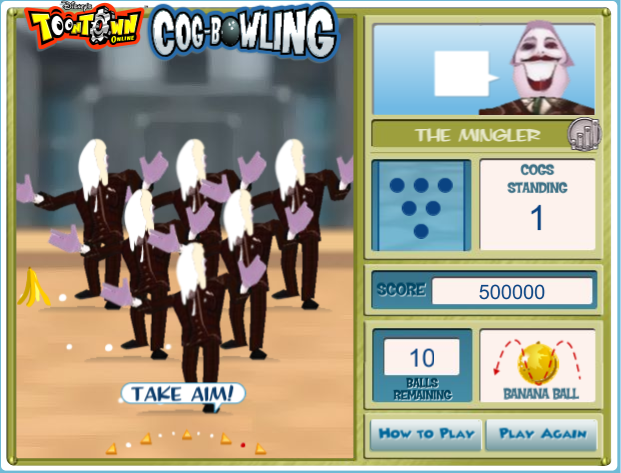 Disney's
TOONTOWN
ONLINE
COG-BOWLING
THE MINGLER
COGS
STANDING
1
SCORE 500000
10
BALLS
REMAINING
BANANA BALL
TAKE AIM!
HOW TO PLAY
PLAY AGAIN